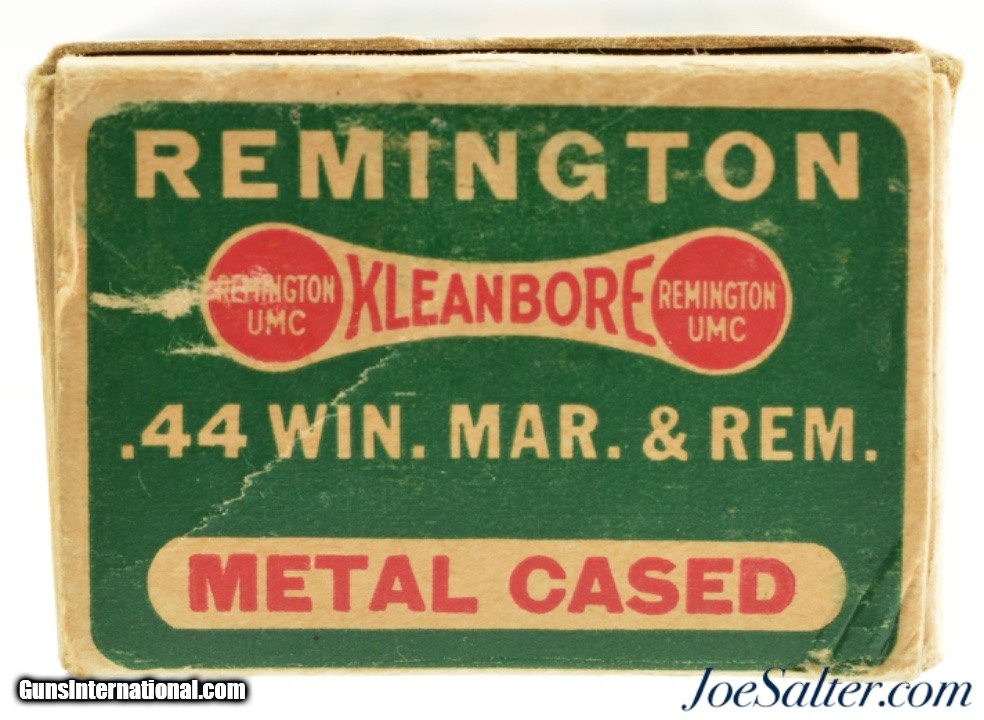 REMINGTON
REMINGTON UMC KLEANBORE REMINGTON UMC
.44 WIN. MAR. & REM.
METAL CASED
GunsInternational.com
JoeSalter.com